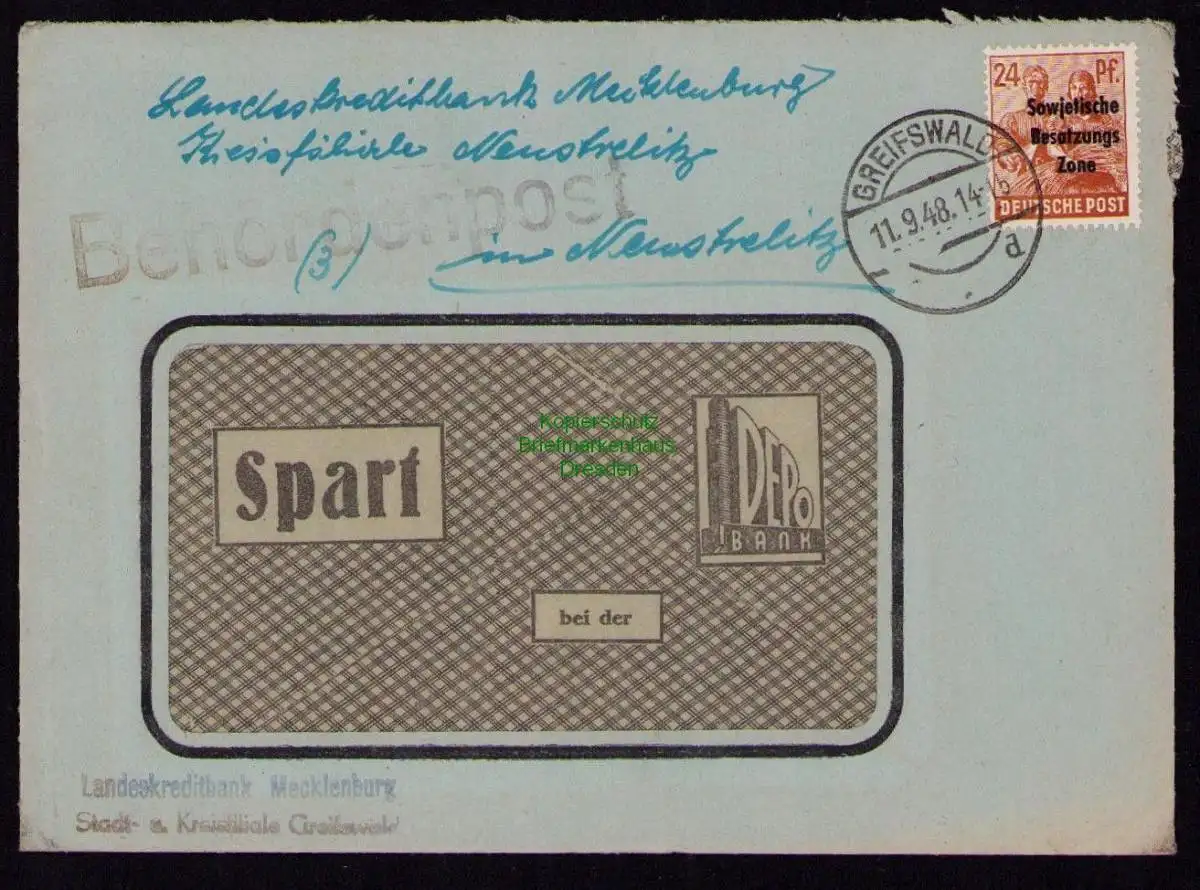 Landeskreditbank Mecklenburg
Kreisfiliale Neustrelitz
Behördenpost
(3) in Neustrelitz
24 Pf.
Sowjetische
Besatzungs
Zone
DEUTSCHE POST
GREIFSWALD
11.9.48.14-15
d
Spart
DEPO
BANK
bei der
Kopierschutz
Briefmarkenhaus
Dresden
Landeskreditbank Mecklenburg
Stadt- u. Kreisfiliale Greifswald